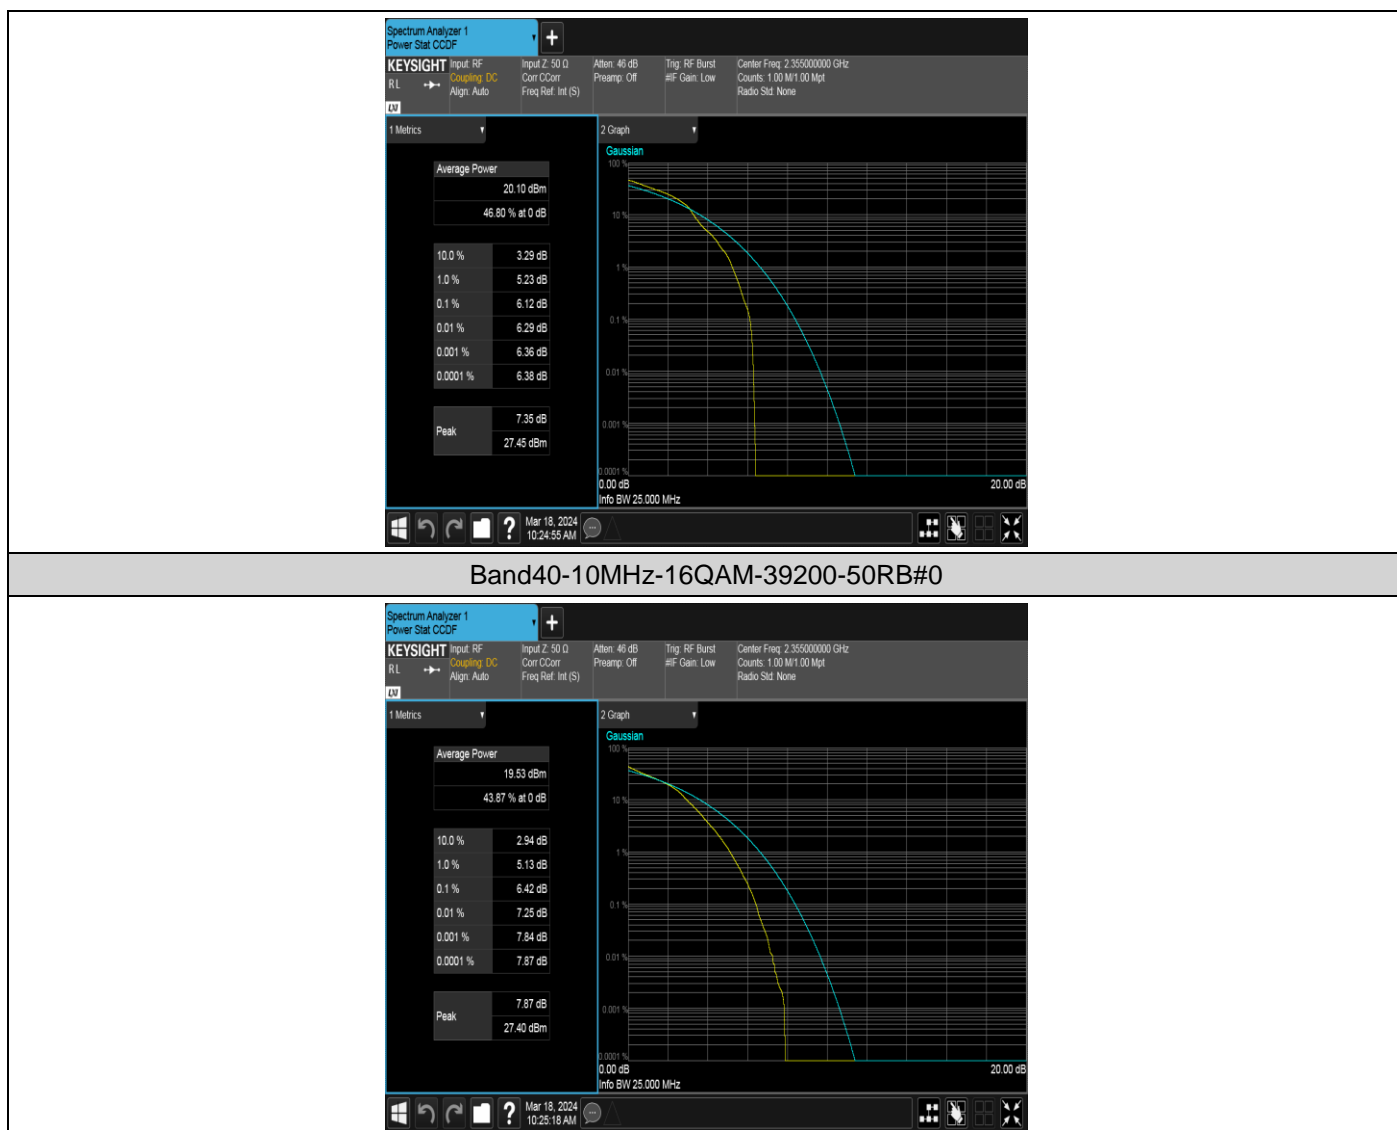 Spectrum Analyzer 1
Power Stat CCDF
KEYSIGHT Input: RF Input Z: 50 Ω Atten: 46 dB Trig: RF Burst Center Freq: 2.355000000 GHz
RL Coupling: DC Corr CCorr Preamp: Off #IF Gain: Low Counts: 1.00 M/1.00 Mpt
Align: Auto Freq Ref: Int (S) Radio Std: None
LXI
1 Metrics 2 Graph
Gaussian
Average Power
20.10 dBm
46.80 % at 0 dB
10.0 % 3.29 dB
1.0 % 5.23 dB
0.1 % 6.12 dB
0.01 % 6.29 dB
0.001 % 6.36 dB
0.0001 % 6.38 dB
Peak 7.35 dB
27.45 dBm
100 %
10 %
1 %
0.1 %
0.01 %
0.001 %
0.0001 %
0.00 dB 20.00 dB
Info BW 25.000 MHz
? Mar 18, 2024
10:24:55 AM
Band40-10MHz-16QAM-39200-50RB#0
Spectrum Analyzer 1
Power Stat CCDF
KEYSIGHT Input: RF Input Z: 50 Ω Atten: 46 dB Trig: RF Burst Center Freq: 2.355000000 GHz
RL Coupling: DC Corr CCorr Preamp: Off #IF Gain: Low Counts: 1.00 M/1.00 Mpt
Align: Auto Freq Ref: Int (S) Radio Std: None
LXI
1 Metrics 2 Graph
Gaussian
Average Power
19.53 dBm
43.87 % at 0 dB
10.0 % 2.94 dB
1.0 % 5.13 dB
0.1 % 6.42 dB
0.01 % 7.25 dB
0.001 % 7.84 dB
0.0001 % 7.87 dB
Peak 7.87 dB
27.40 dBm
100 %
10 %
1 %
0.1 %
0.01 %
0.001 %
0.0001 %
0.00 dB 20.00 dB
Info BW 25.000 MHz
? Mar 18, 2024
10:25:18 AM